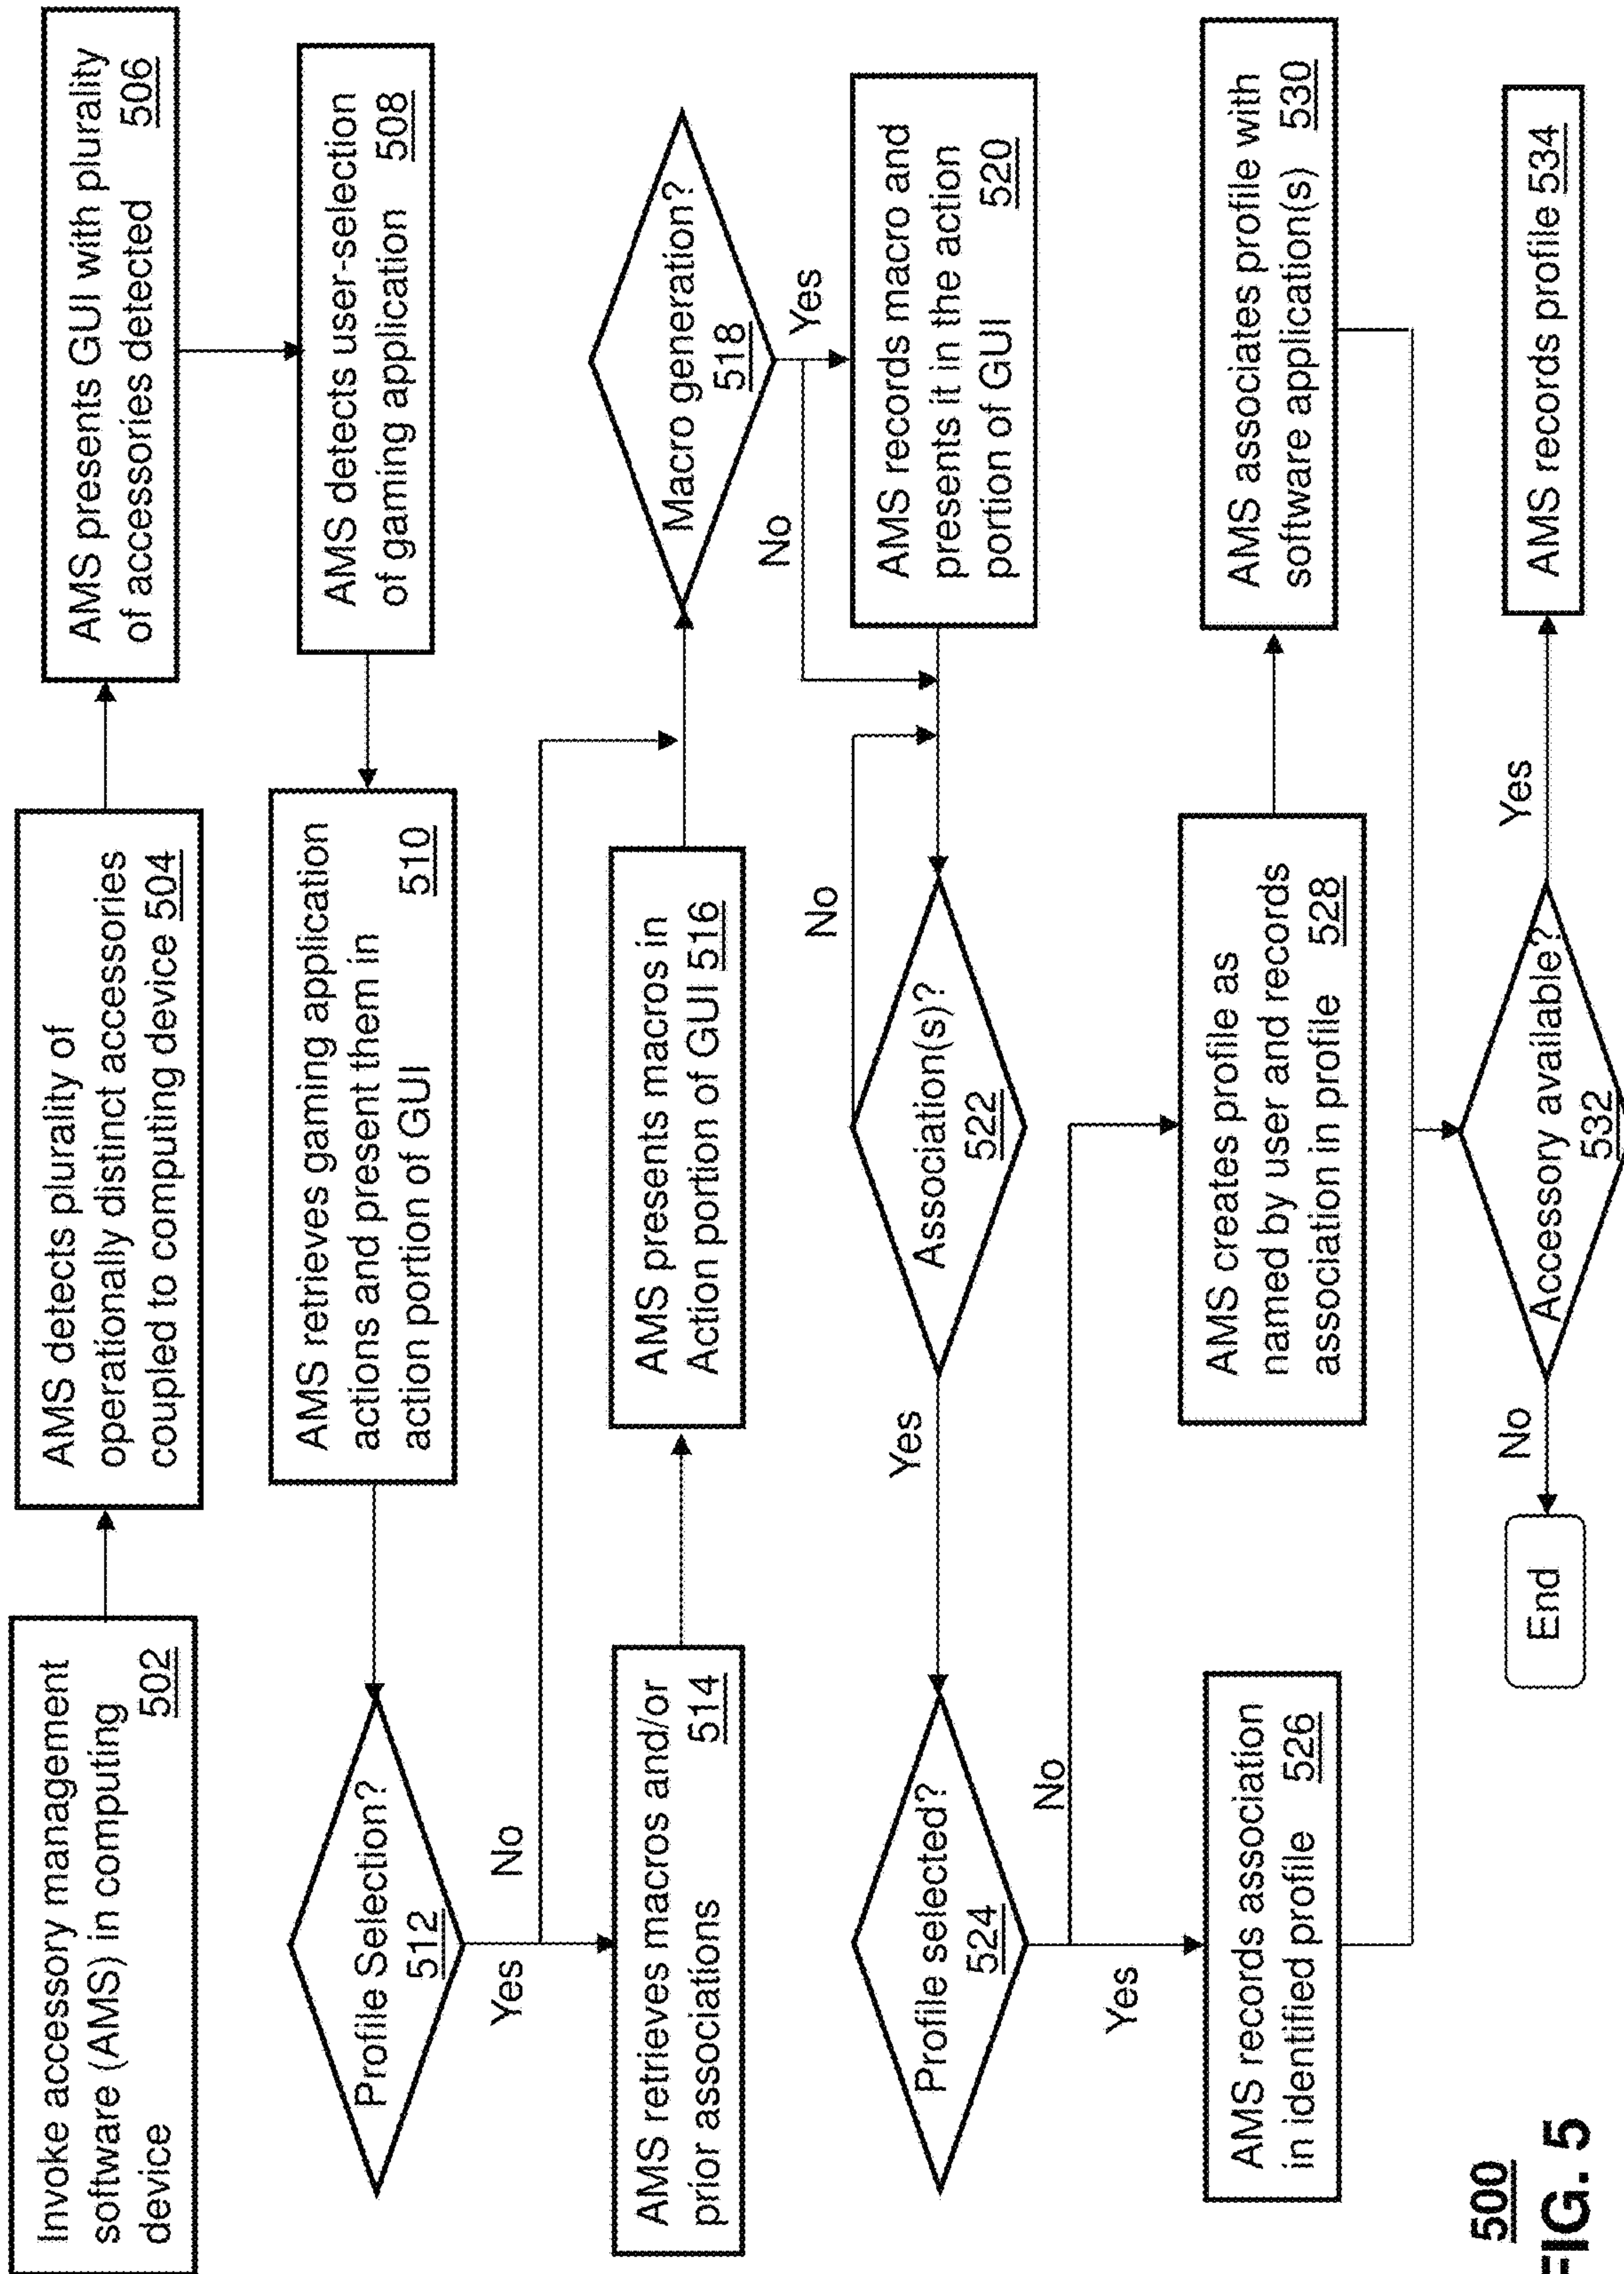 Invoke accessory management
software (AMS) in computing
device 502
AMS detects plurality of
operationally distinct accessories
coupled to computing device 504
AMS presents GUI with plurality
of accessories detected 506
AMS detects user-selection
of gaming application 508
AMS retrieves gaming application
actions and present them in
action portion of GUI 510
Profile Selection?
512
No
Yes
AMS retrieves macros and/or
prior associations 514
AMS presents macros in
Action portion of GUI 516
Macro generation?
518
No
Yes
AMS records macro and
presents it in the action
portion of GUI 520
Association(s)?
522
No
Yes
Profile selected?
524
No
Yes
AMS records association
in identified profile 526
AMS creates profile as
named by user and records
association in profile 528
AMS associates profile with
software application(s) 530
Accessory available?
532
No
Yes
End
AMS records profile 534
500
FIG. 5